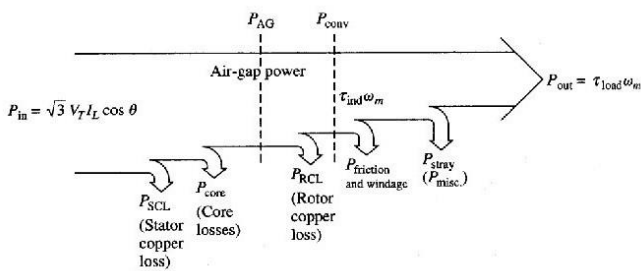 P_AG
P_conv
Air-gap power
P_in = √3 V_T I_L cos θ
τ_ind ω_m
P_out = τ_load ω_m
P_SCL
(Stator
copper
loss)
P_core
(Core
losses)
P_RCL
(Rotor
copper
loss)
P_friction
and windage
P_stray
(P_misc.)